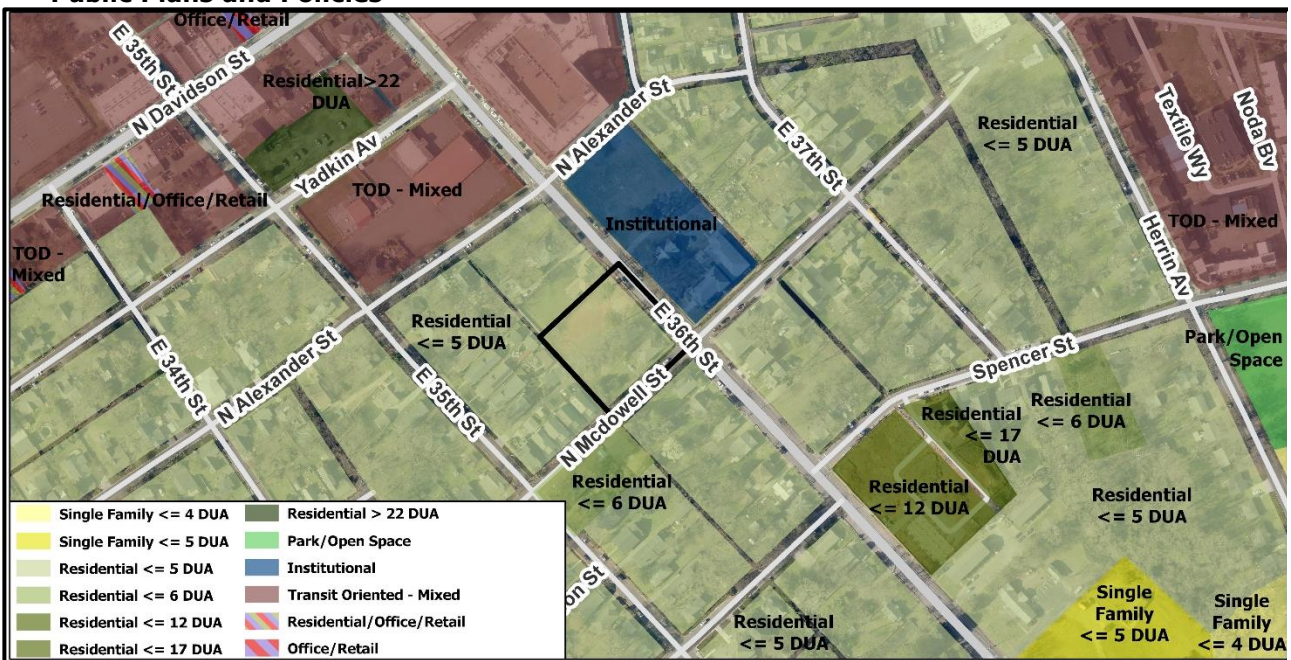 Public Plans and Policies
Office/Retail
E 35th St
N Davidson St
Residential>22
DUA
N Alexander St
E 37th St
Residential
<= 5 DUA
Textile Wy
Noda Bv
Yadkin Av
TOD - Mixed
Residential/Office/Retail
Institutional
Herrin Av
TOD - Mixed
TOD -
Mixed
Residential
<= 5 DUA
E 36th St
E 34th St
N Alexander St
E 35th St
N Mcdowell St
Spencer St
Park/Open
Space
Residential
<= 6 DUA
Residential
<= 17
DUA
Residential
<= 6 DUA
Residential
<= 12 DUA
Residential
<= 5 DUA
on St
Residential
<= 5 DUA
Single
Family
<= 5 DUA
Single
Family
<= 4 DUA
Single Family <= 4 DUA
Single Family <= 5 DUA
Residential <= 5 DUA
Residential <= 6 DUA
Residential <= 12 DUA
Residential <= 17 DUA
Residential > 22 DUA
Park/Open Space
Institutional
Transit Oriented - Mixed
Residential/Office/Retail
Office/Retail